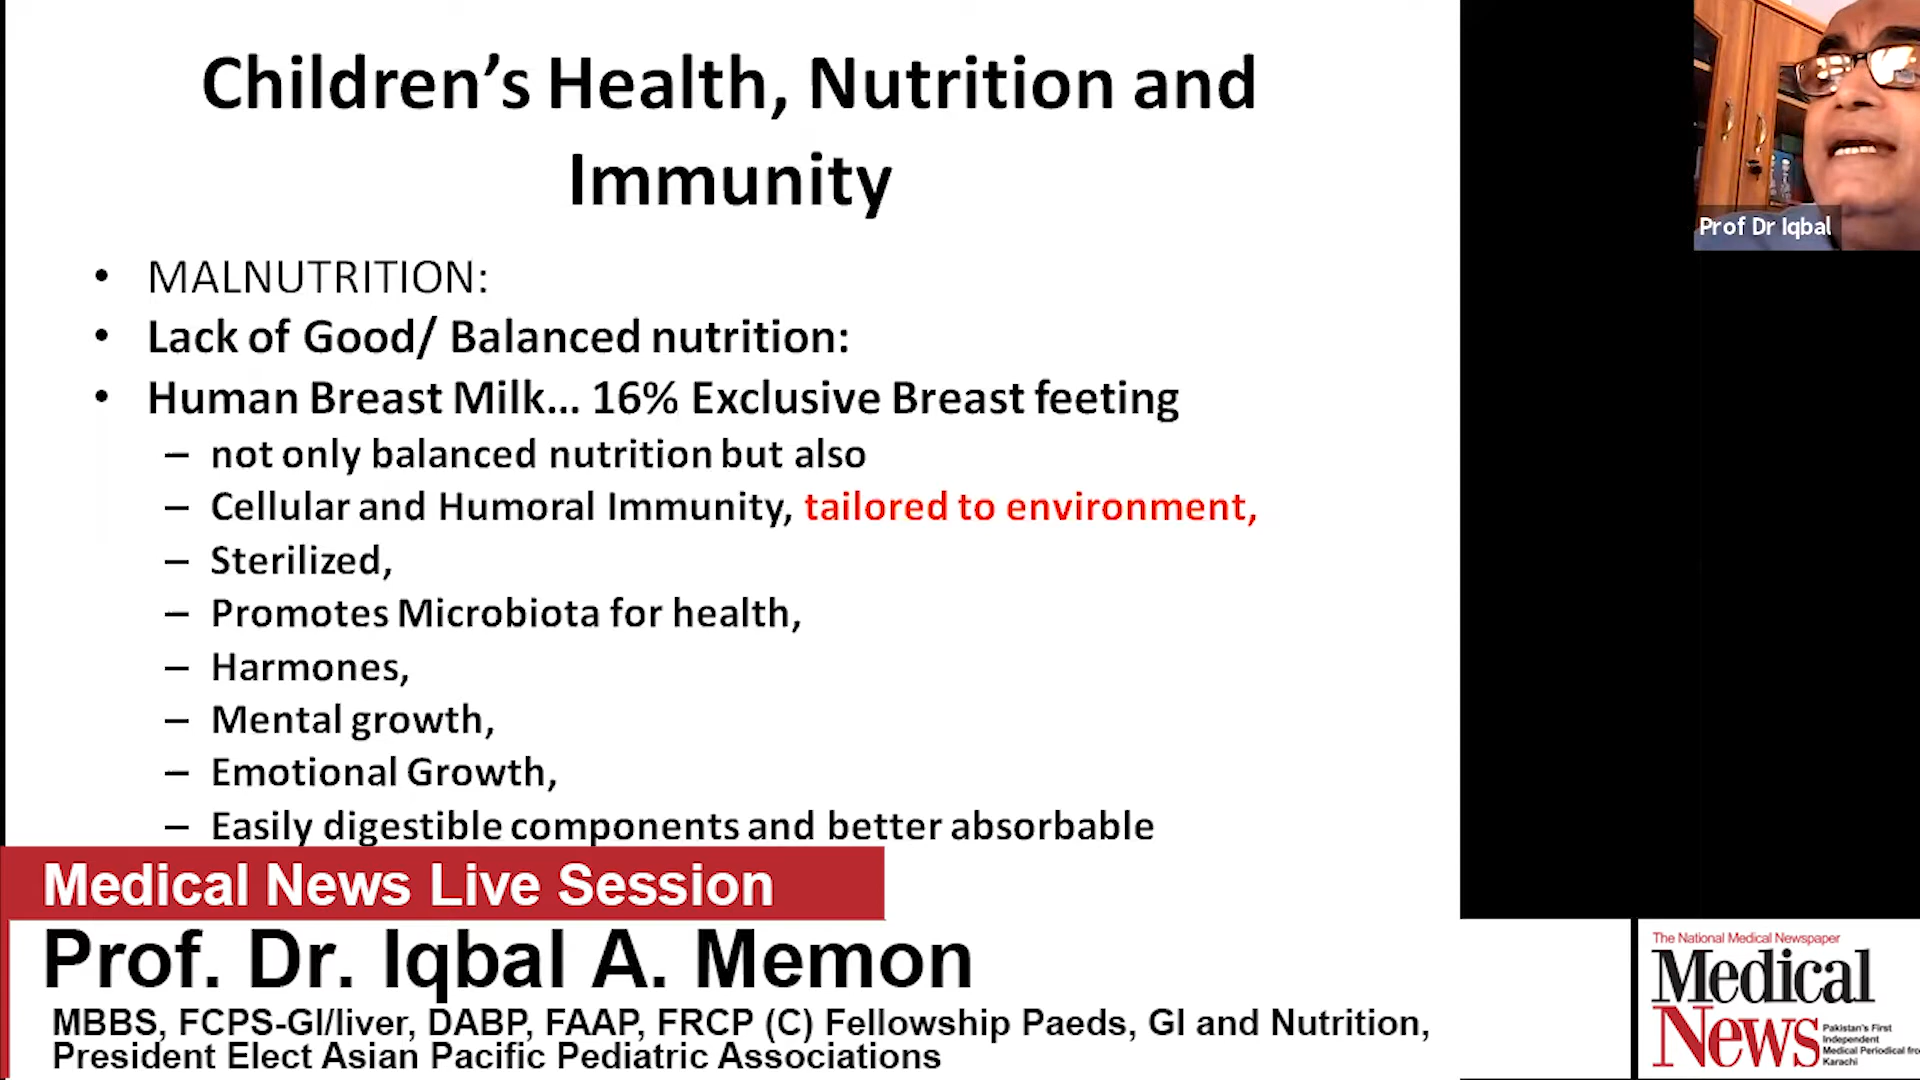 Children’s Health, Nutrition and
Immunity
• MALNUTRITION:
• Lack of Good/ Balanced nutrition:
• Human Breast Milk... 16% Exclusive Breast feeting
– not only balanced nutrition but also
– Cellular and Humoral Immunity, tailored to environment,
– Sterilized,
– Promotes Microbiota for health,
– Harmones,
– Mental growth,
– Emotional Growth,
– Easily digestible components and better absorbable
Prof Dr Iqbal
Medical News Live Session
Prof. Dr. Iqbal A. Memon
MBBS, FCPS-GI/liver, DABP, FAAP, FRCP (C) Fellowship Paeds, GI and Nutrition,
President Elect Asian Pacific Pediatric Associations
The National Medical Newspaper
Medical
News
Pakistan's First
Independent
Medical Periodical fro
Karachi